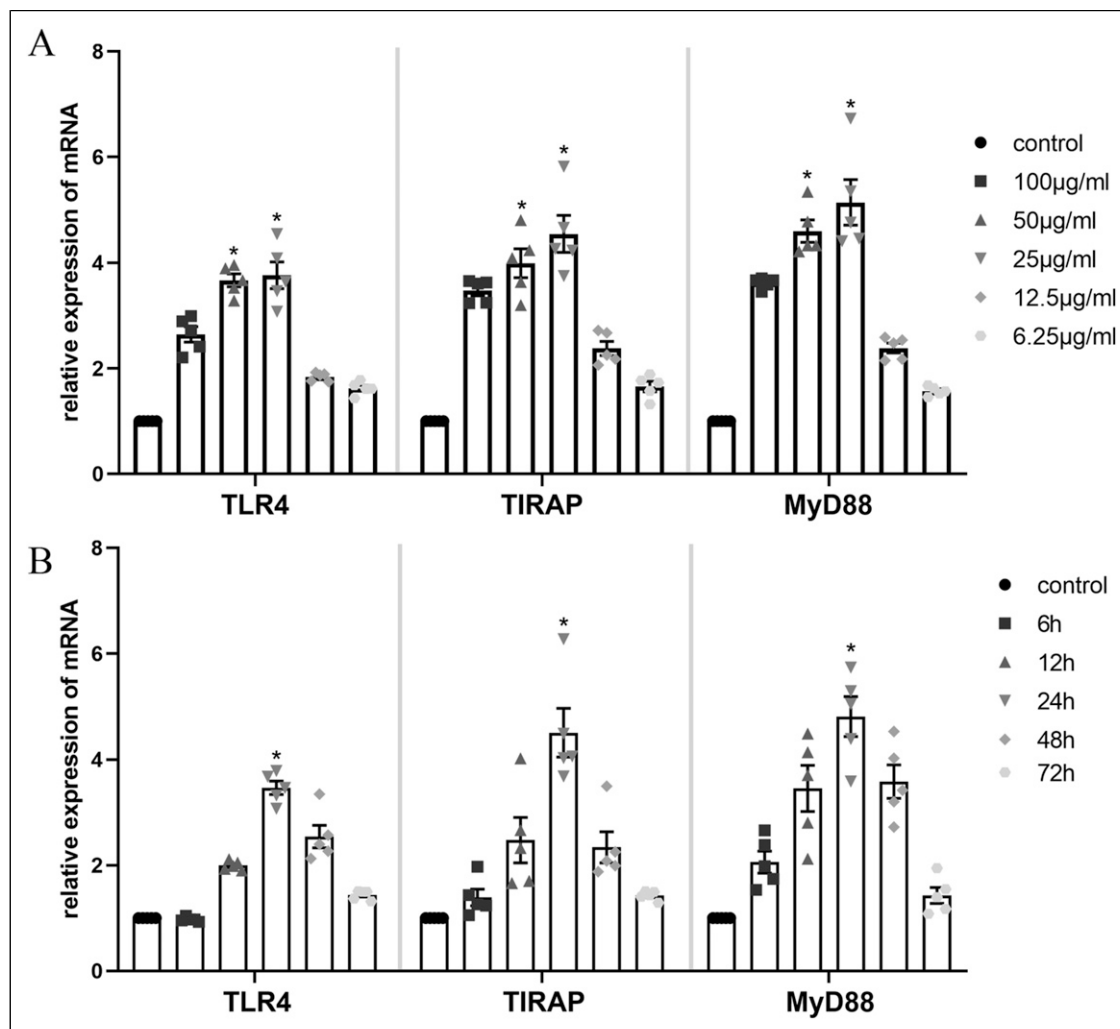 A
relative expression of mRNA
8
6
4
2
0
*
*
*
*
*
*
TLR4
TIRAP
MyD88
control
100µg/ml
50µg/ml
25µg/ml
12.5µg/ml
6.25µg/ml
B
relative expression of mRNA
8
6
4
2
0
*
*
*
TLR4
TIRAP
MyD88
control
6h
12h
24h
48h
72h